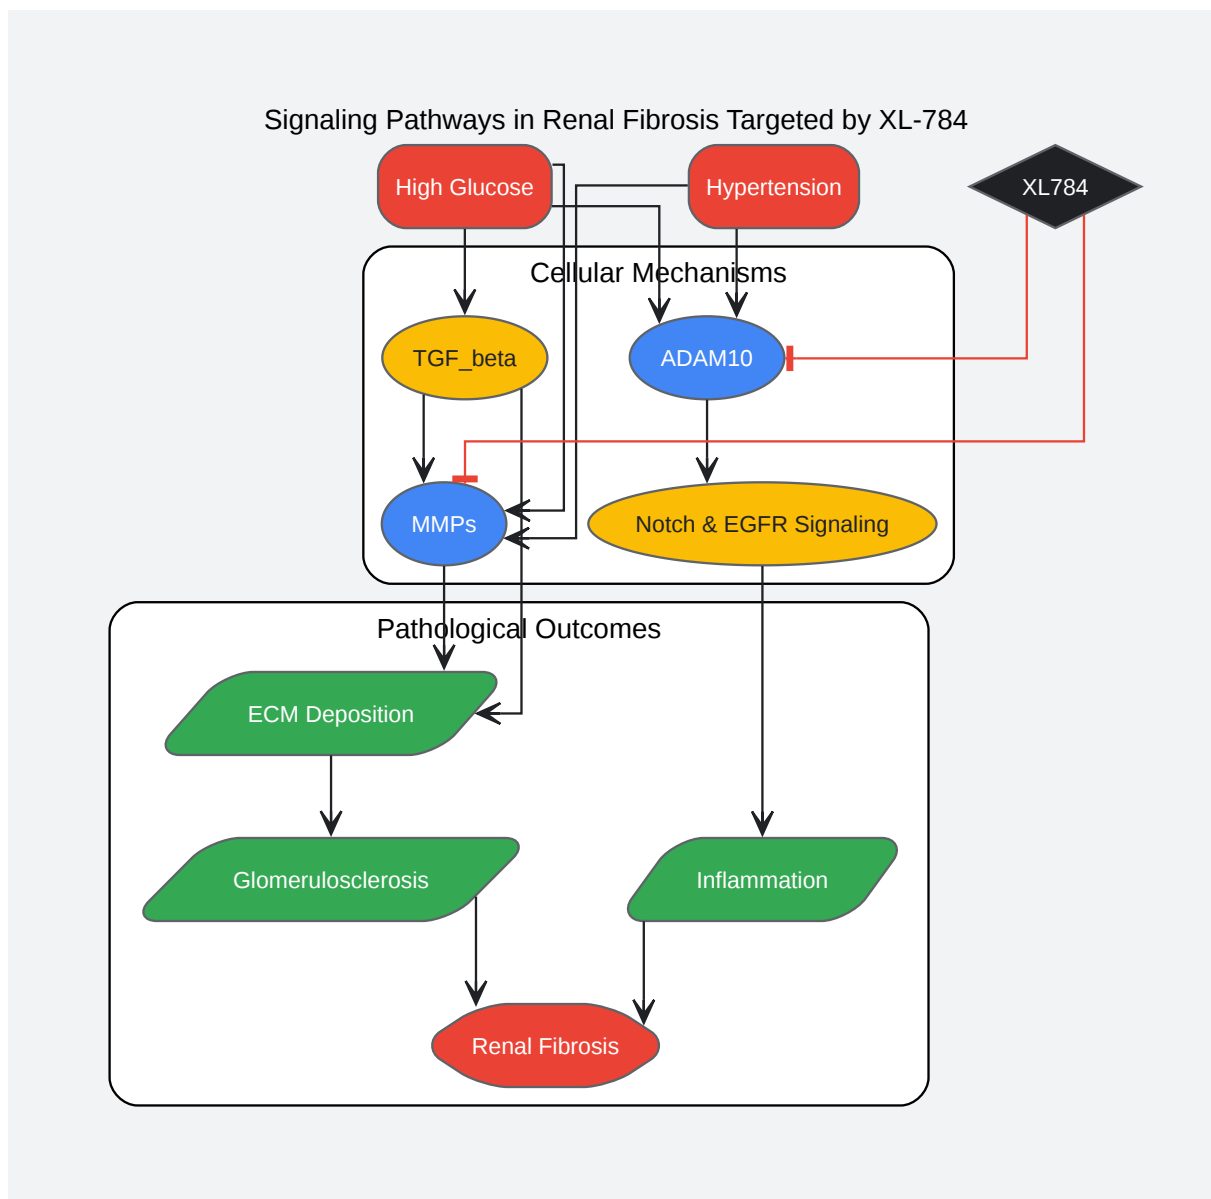 Signaling Pathways in Renal Fibrosis Targeted by XL-784
High Glucose
Hypertension
XL784
Cellular Mechanisms
TGF_beta
ADAM10
MMPs
Notch & EGFR Signaling
Pathological Outcomes
ECM Deposition
Glomerulosclerosis
Inflammation
Renal Fibrosis